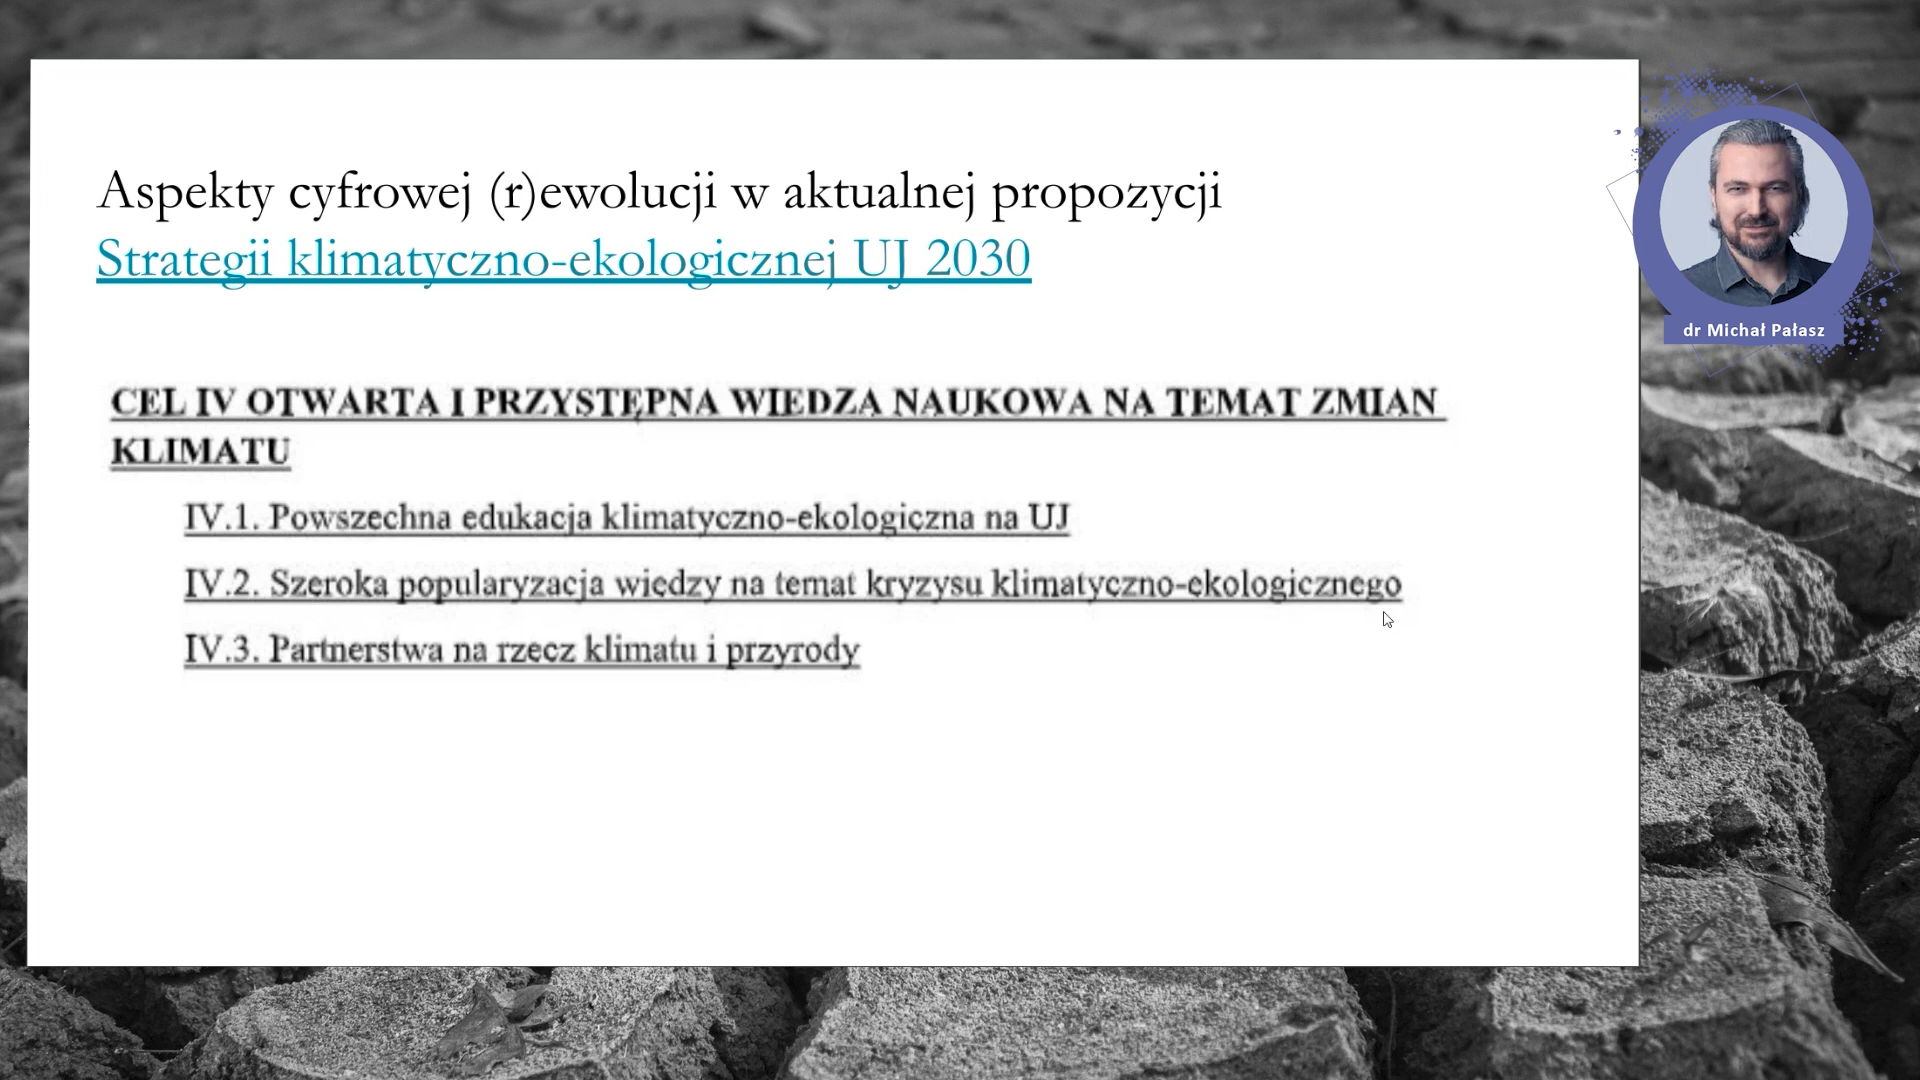 Aspekty cyfrowej (r)ewolucji w aktualnej propozycji
Strategii klimatyczno-ekologicznej UJ 2030
dr Michał Pałasz
CEL IV OTWARTA I PRZYSTĘPNA WIEDZA NAUKOWA NA TEMAT ZMIAN
KLIMATU
IV.1. Powszechna edukacja klimatyczno-ekologiczna na UJ
IV.2. Szeroka popularyzacja wiedzy na temat kryzysu klimatyczno-ekologicznego
IV.3. Partnerstwa na rzecz klimatu i przyrody